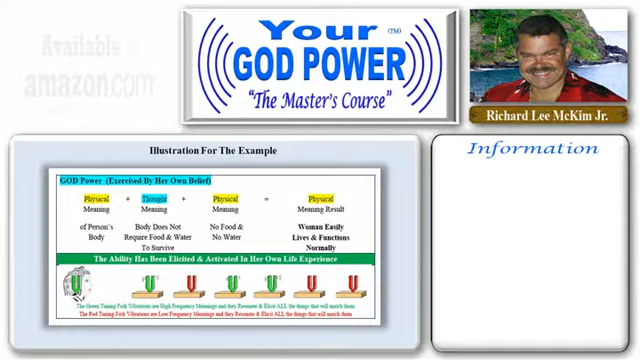 Available at
amazon.com
Your (TM)
GOD POWER
"The Master's Course"
Richard Lee McKim Jr.
Illustration For The Example
GOD Power (Exercised By Her Own Belief)
Physical + Thought + Physical = Physical
Meaning Meaning Meaning Meaning Result
of Person's Body Does Not No Food & Woman Easily
Body Require Food & Water No Water Lives & Functions
To Survive Normally
The Ability Has Been Elicited & Activated In Her Own Life Experience
The Green Tuning Fork Vibrations are High Frequency Meanings and they Resonate & Elicit ALL the things that will match them
The Red Tuning Fork Vibrations are Low Frequency Meanings and they Resonate & Elicit ALL the things that will match them
Information